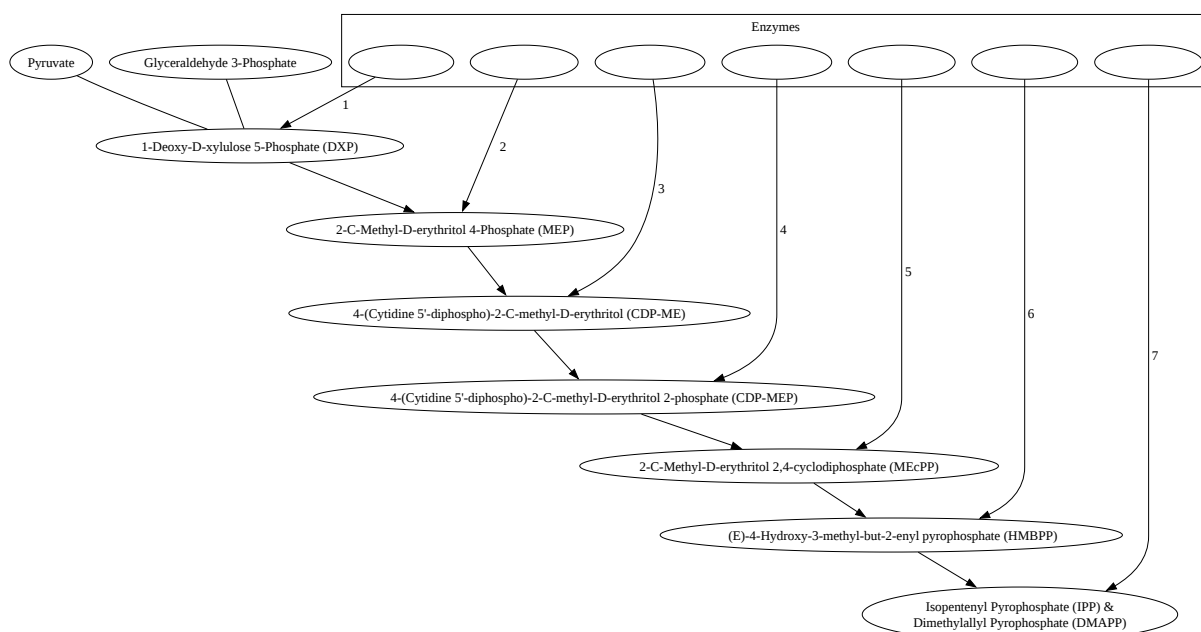 Enzymes
Pyruvate
Glyceraldehyde 3-Phosphate
1
1-Deoxy-D-xylulose 5-Phosphate (DXP)
2
3
2-C-Methyl-D-erythritol 4-Phosphate (MEP)
4
5
4-(Cytidine 5'-diphospho)-2-C-methyl-D-erythritol (CDP-ME)
6
7
4-(Cytidine 5'-diphospho)-2-C-methyl-D-erythritol 2-phosphate (CDP-MEP)
2-C-Methyl-D-erythritol 2,4-cyclodiphosphate (MEcPP)
(E)-4-Hydroxy-3-methyl-but-2-enyl pyrophosphate (HMBPP)
Isopentenyl Pyrophosphate (IPP) &
Dimethylallyl Pyrophosphate (DMAPP)